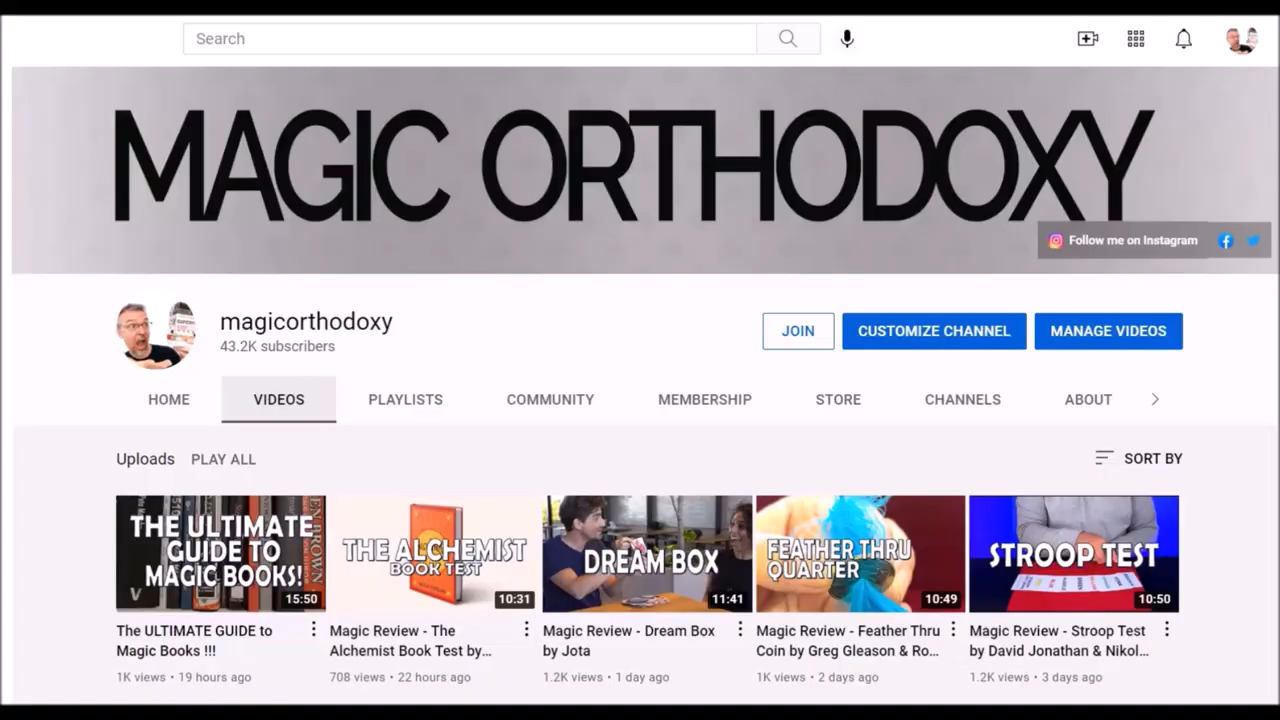 Search
MAGIC ORTHODOXY
Follow me on Instagram
magicorthodoxy
43.2K subscribers
JOIN
CUSTOMIZE CHANNEL
MANAGE VIDEOS
HOME
VIDEOS
PLAYLISTS
COMMUNITY
MEMBERSHIP
STORE
CHANNELS
ABOUT
Uploads
PLAY ALL
SORT BY
THE ULTIMATE
GUIDE TO
MAGIC BOOKS!
EN BROWN
15:50
The ULTIMATE GUIDE to
Magic Books !!!
1K views • 19 hours ago
THE ALCHEMIST
BOOK TEST
10:31
Magic Review - The
Alchemist Book Test by...
708 views • 22 hours ago
DREAM BOX
11:41
Magic Review - Dream Box
by Jota
1.2K views • 1 day ago
FEATHER THRU
QUARTER
10:49
Magic Review - Feather Thru
Coin by Greg Gleason & Ro...
1K views • 2 days ago
STROOP TEST
10:50
Magic Review - Stroop Test
by David Jonathan & Nikol...
1.2K views • 3 days ago